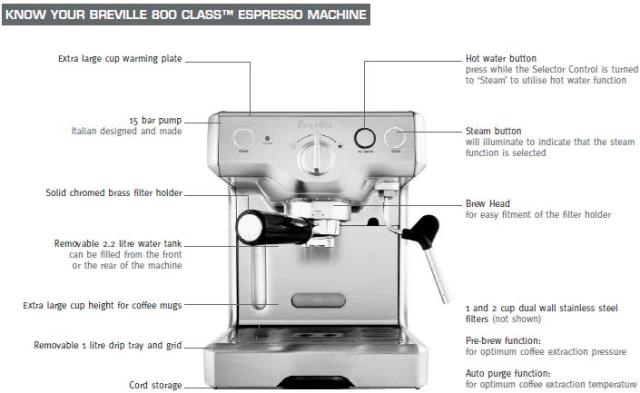 KNOW YOUR BREVILLE 800 CLASS™ ESPRESSO MACHINE
Extra large cup warming plate
15 bar pump
Italian designed and made
Solid chromed brass filter holder
Removable 2.2 litre water tank
can be filled from the front
or the rear of the machine
Extra large cup height for coffee mugs
Removable 1 litre drip tray and grid
Cord storage
Breville
POWER
HOT WATER
STEAM
Hot water button
press while the Selector Control is turned
to ‘Steam’ to utilise hot water function
Steam button
will illuminate to indicate that the steam
function is selected
Brew Head
for easy fitment of the filter holder
1 and 2 cup dual wall stainless steel
filters (not shown)
Pre-brew function:
for optimum coffee extraction pressure
Auto purge function:
for optimum coffee extraction temperature